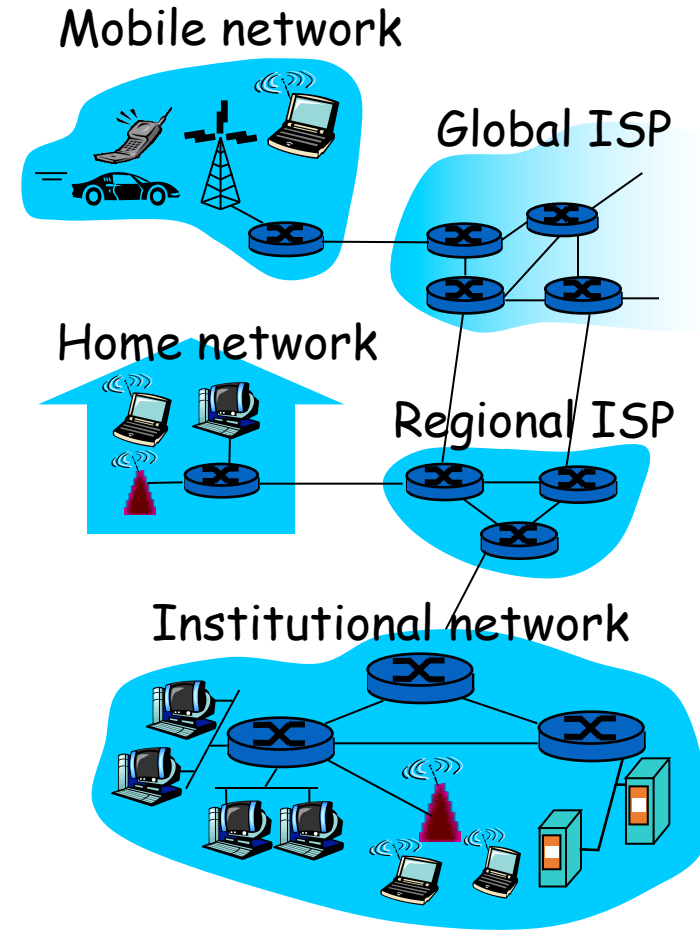 Mobile network
Global ISP
Home network
Regional ISP
Institutional network